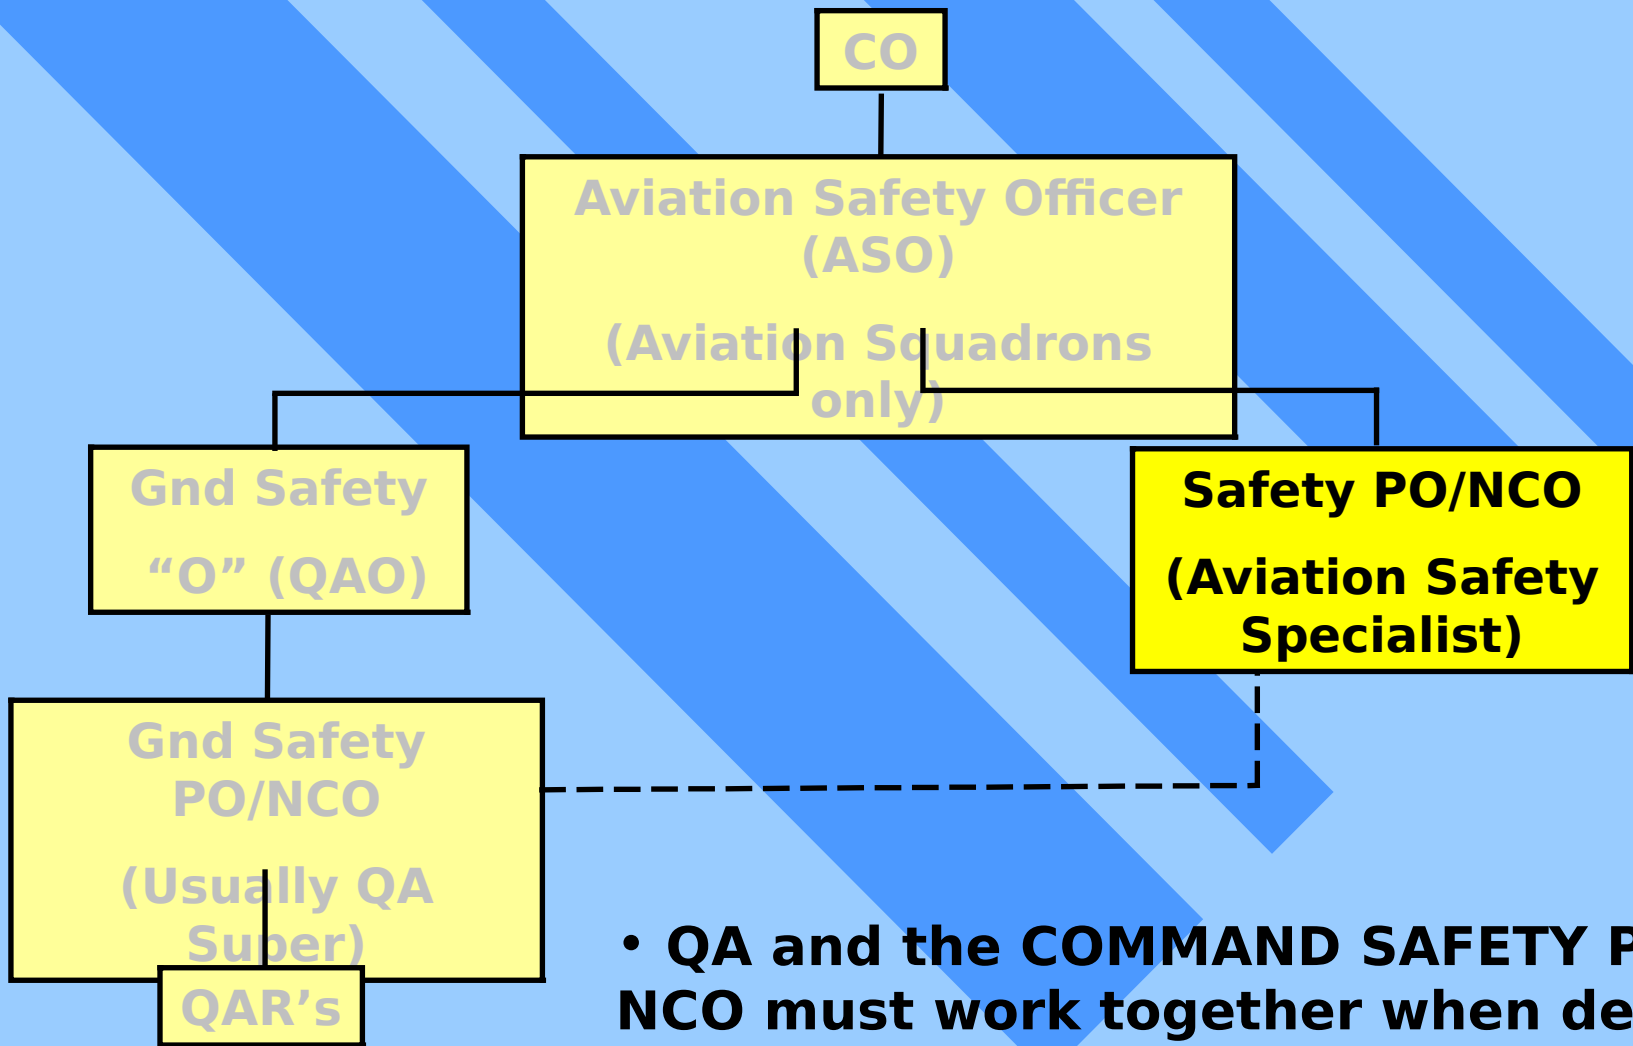 CO
Aviation Safety Officer
(ASO)
(Aviation Squadrons
only)
Gnd Safety
“O” (QAO)
Safety PO/NCO
(Aviation Safety
Specialist)
Gnd Safety
PO/NCO
(Usually QA
Super)
QAR’s
• QA and the COMMAND SAFETY
NCO must work together when